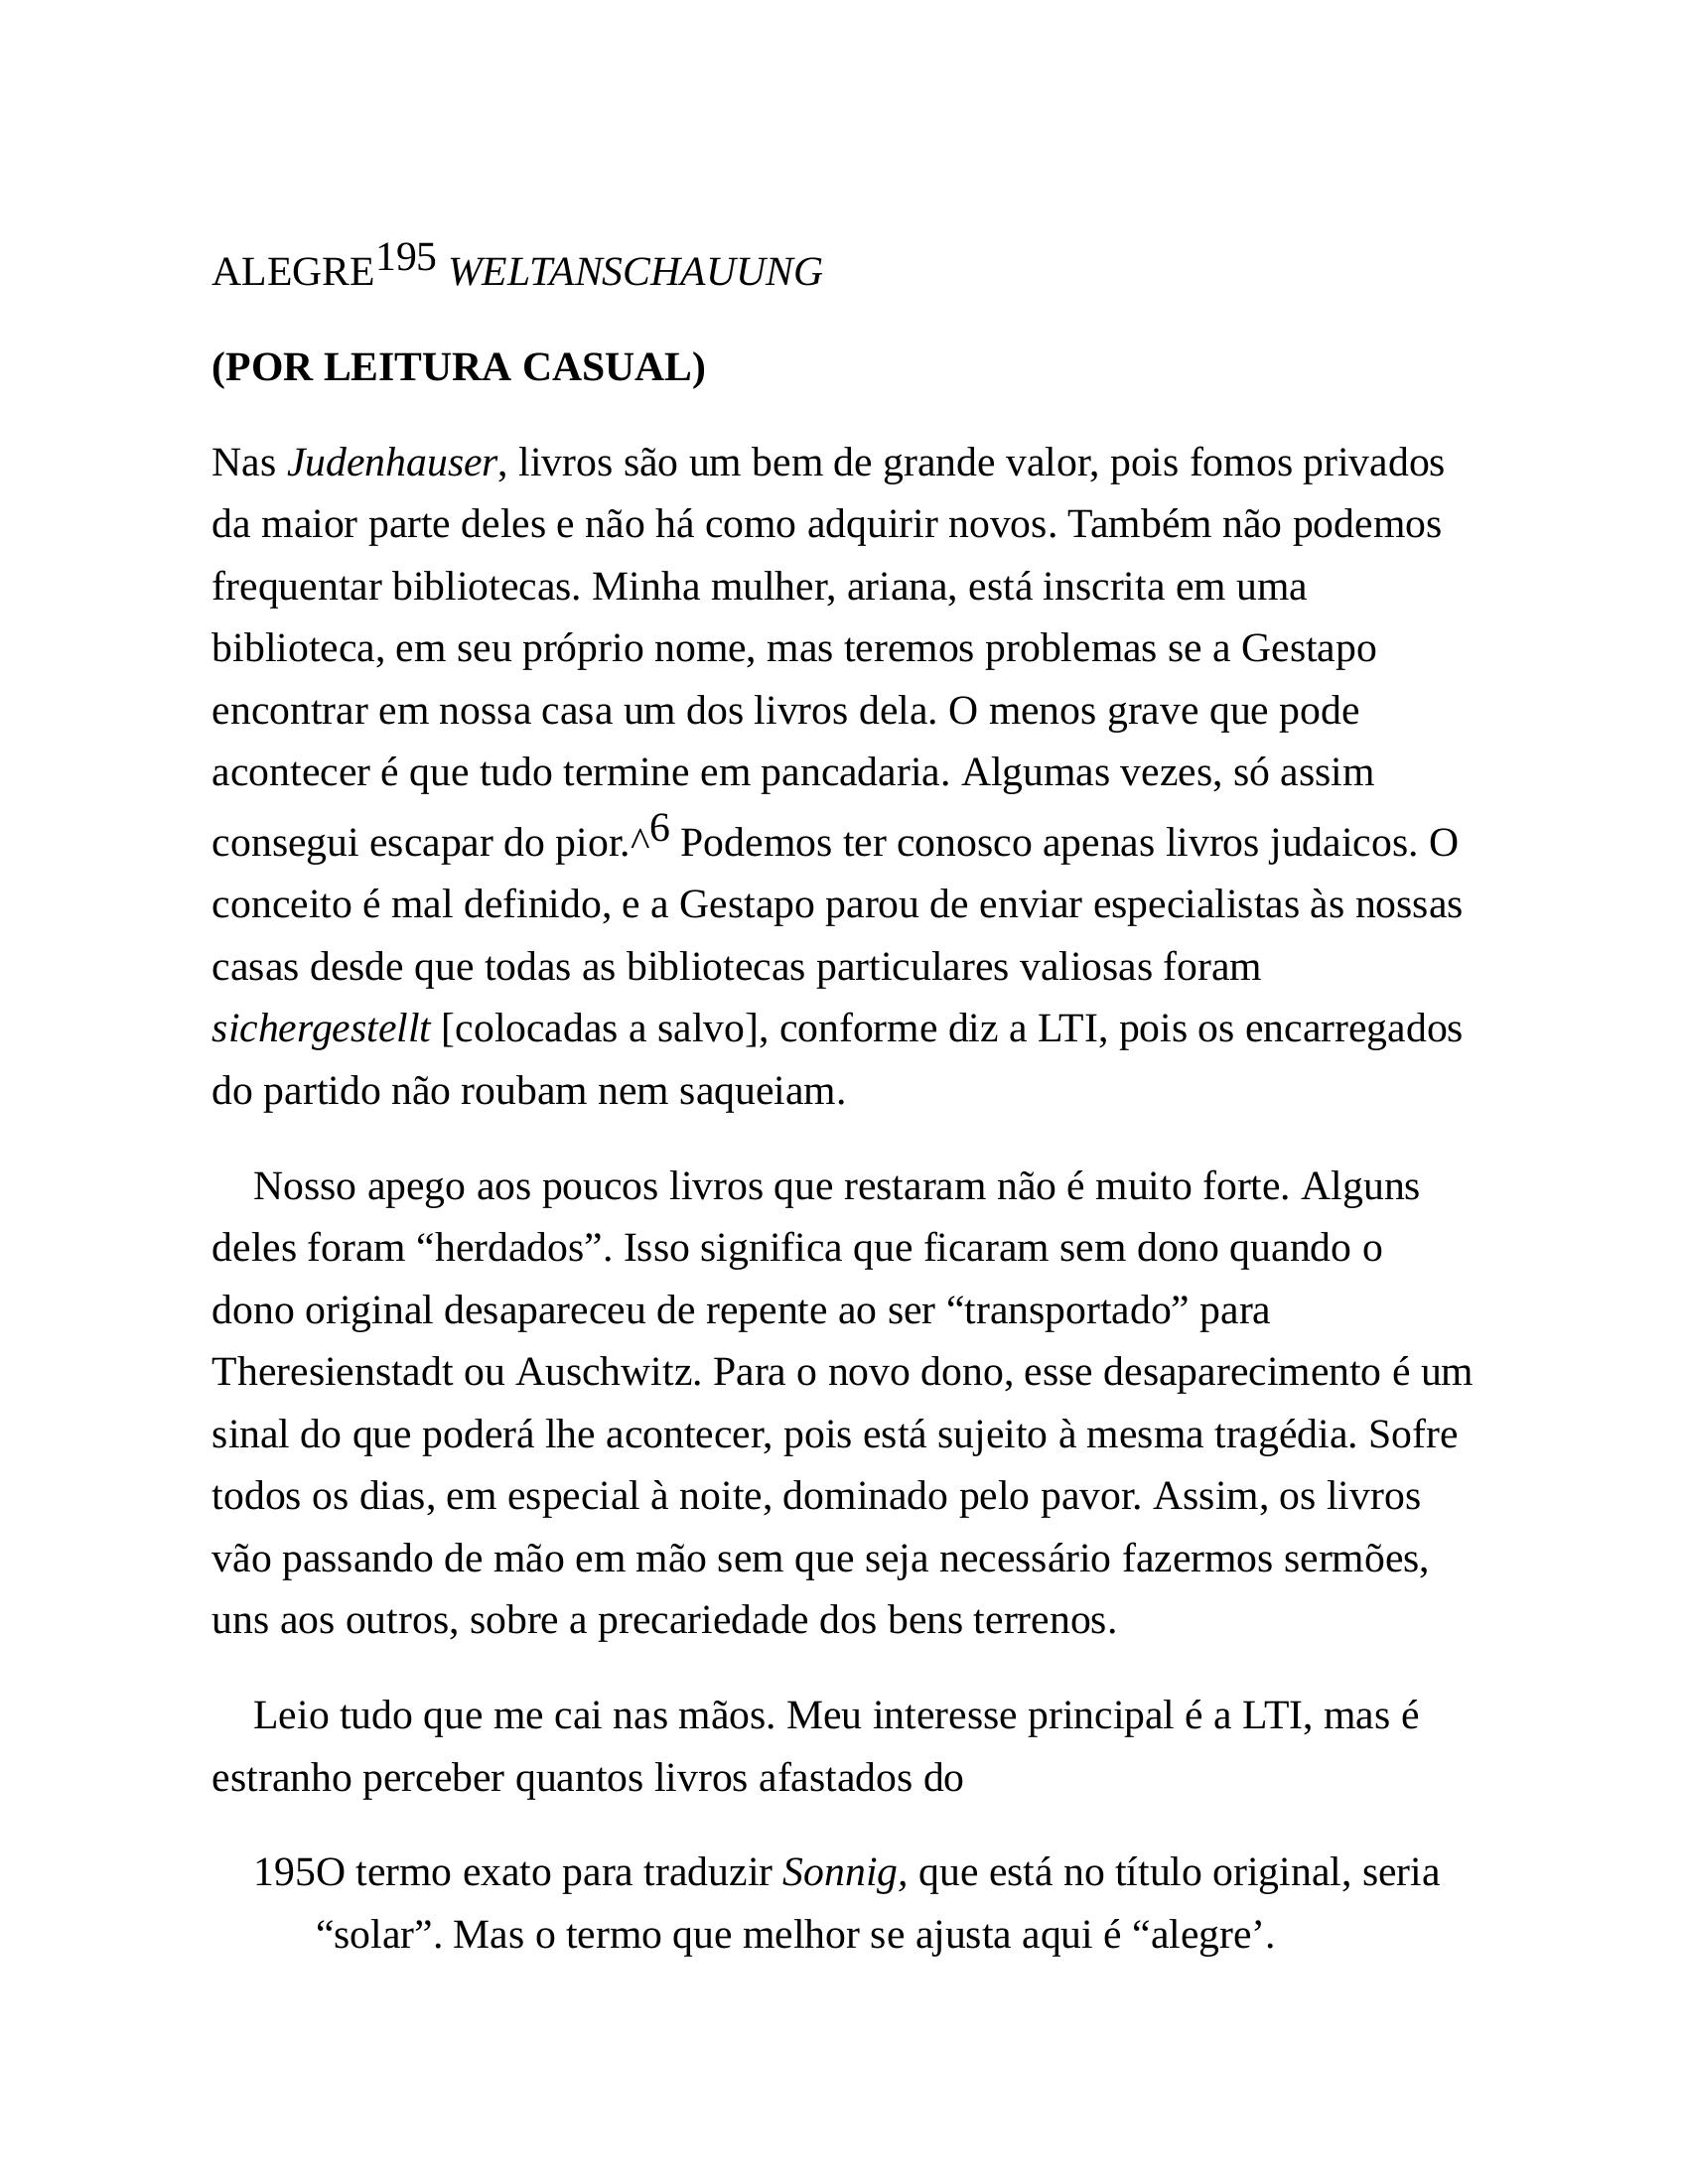 ALEGRE195 WELTANSCHAUUNG
(POR LEITURA CASUAL)
Nas Judenhauser, livros são um bem de grande valor, pois fomos privados
da maior parte deles e não há como adquirir novos. Também não podemos
frequentar bibliotecas. Minha mulher, ariana, está inscrita em uma
biblioteca, em seu próprio nome, mas teremos problemas se a Gestapo
encontrar em nossa casa um dos livros dela. O menos grave que pode
acontecer é que tudo termine em pancadaria. Algumas vezes, só assim
consegui escapar do pior.^6 Podemos ter conosco apenas livros judaicos. O
conceito é mal definido, e a Gestapo parou de enviar especialistas às nossas
casas desde que todas as bibliotecas particulares valiosas foram
sichergestellt [colocadas a salvo], conforme diz a LTI, pois os encarregados
do partido não roubam nem saqueiam.
Nosso apego aos poucos livros que restaram não é muito forte. Alguns
deles foram “herdados”. Isso significa que ficaram sem dono quando o
dono original desapareceu de repente ao ser “transportado” para
Theresienstadt ou Auschwitz. Para o novo dono, esse desaparecimento é um
sinal do que poderá lhe acontecer, pois está sujeito à mesma tragédia. Sofre
todos os dias, em especial à noite, dominado pelo pavor. Assim, os livros
vão passando de mão em mão sem que seja necessário fazermos sermões,
uns aos outros, sobre a precariedade dos bens terrenos.
Leio tudo que me cai nas mãos. Meu interesse principal é a LTI, mas é
estranho perceber quantos livros afastados do
195O termo exato para traduzir Sonnig, que está no título original, seria
“solar”. Mas o termo que melhor se ajusta aqui é “alegre’.